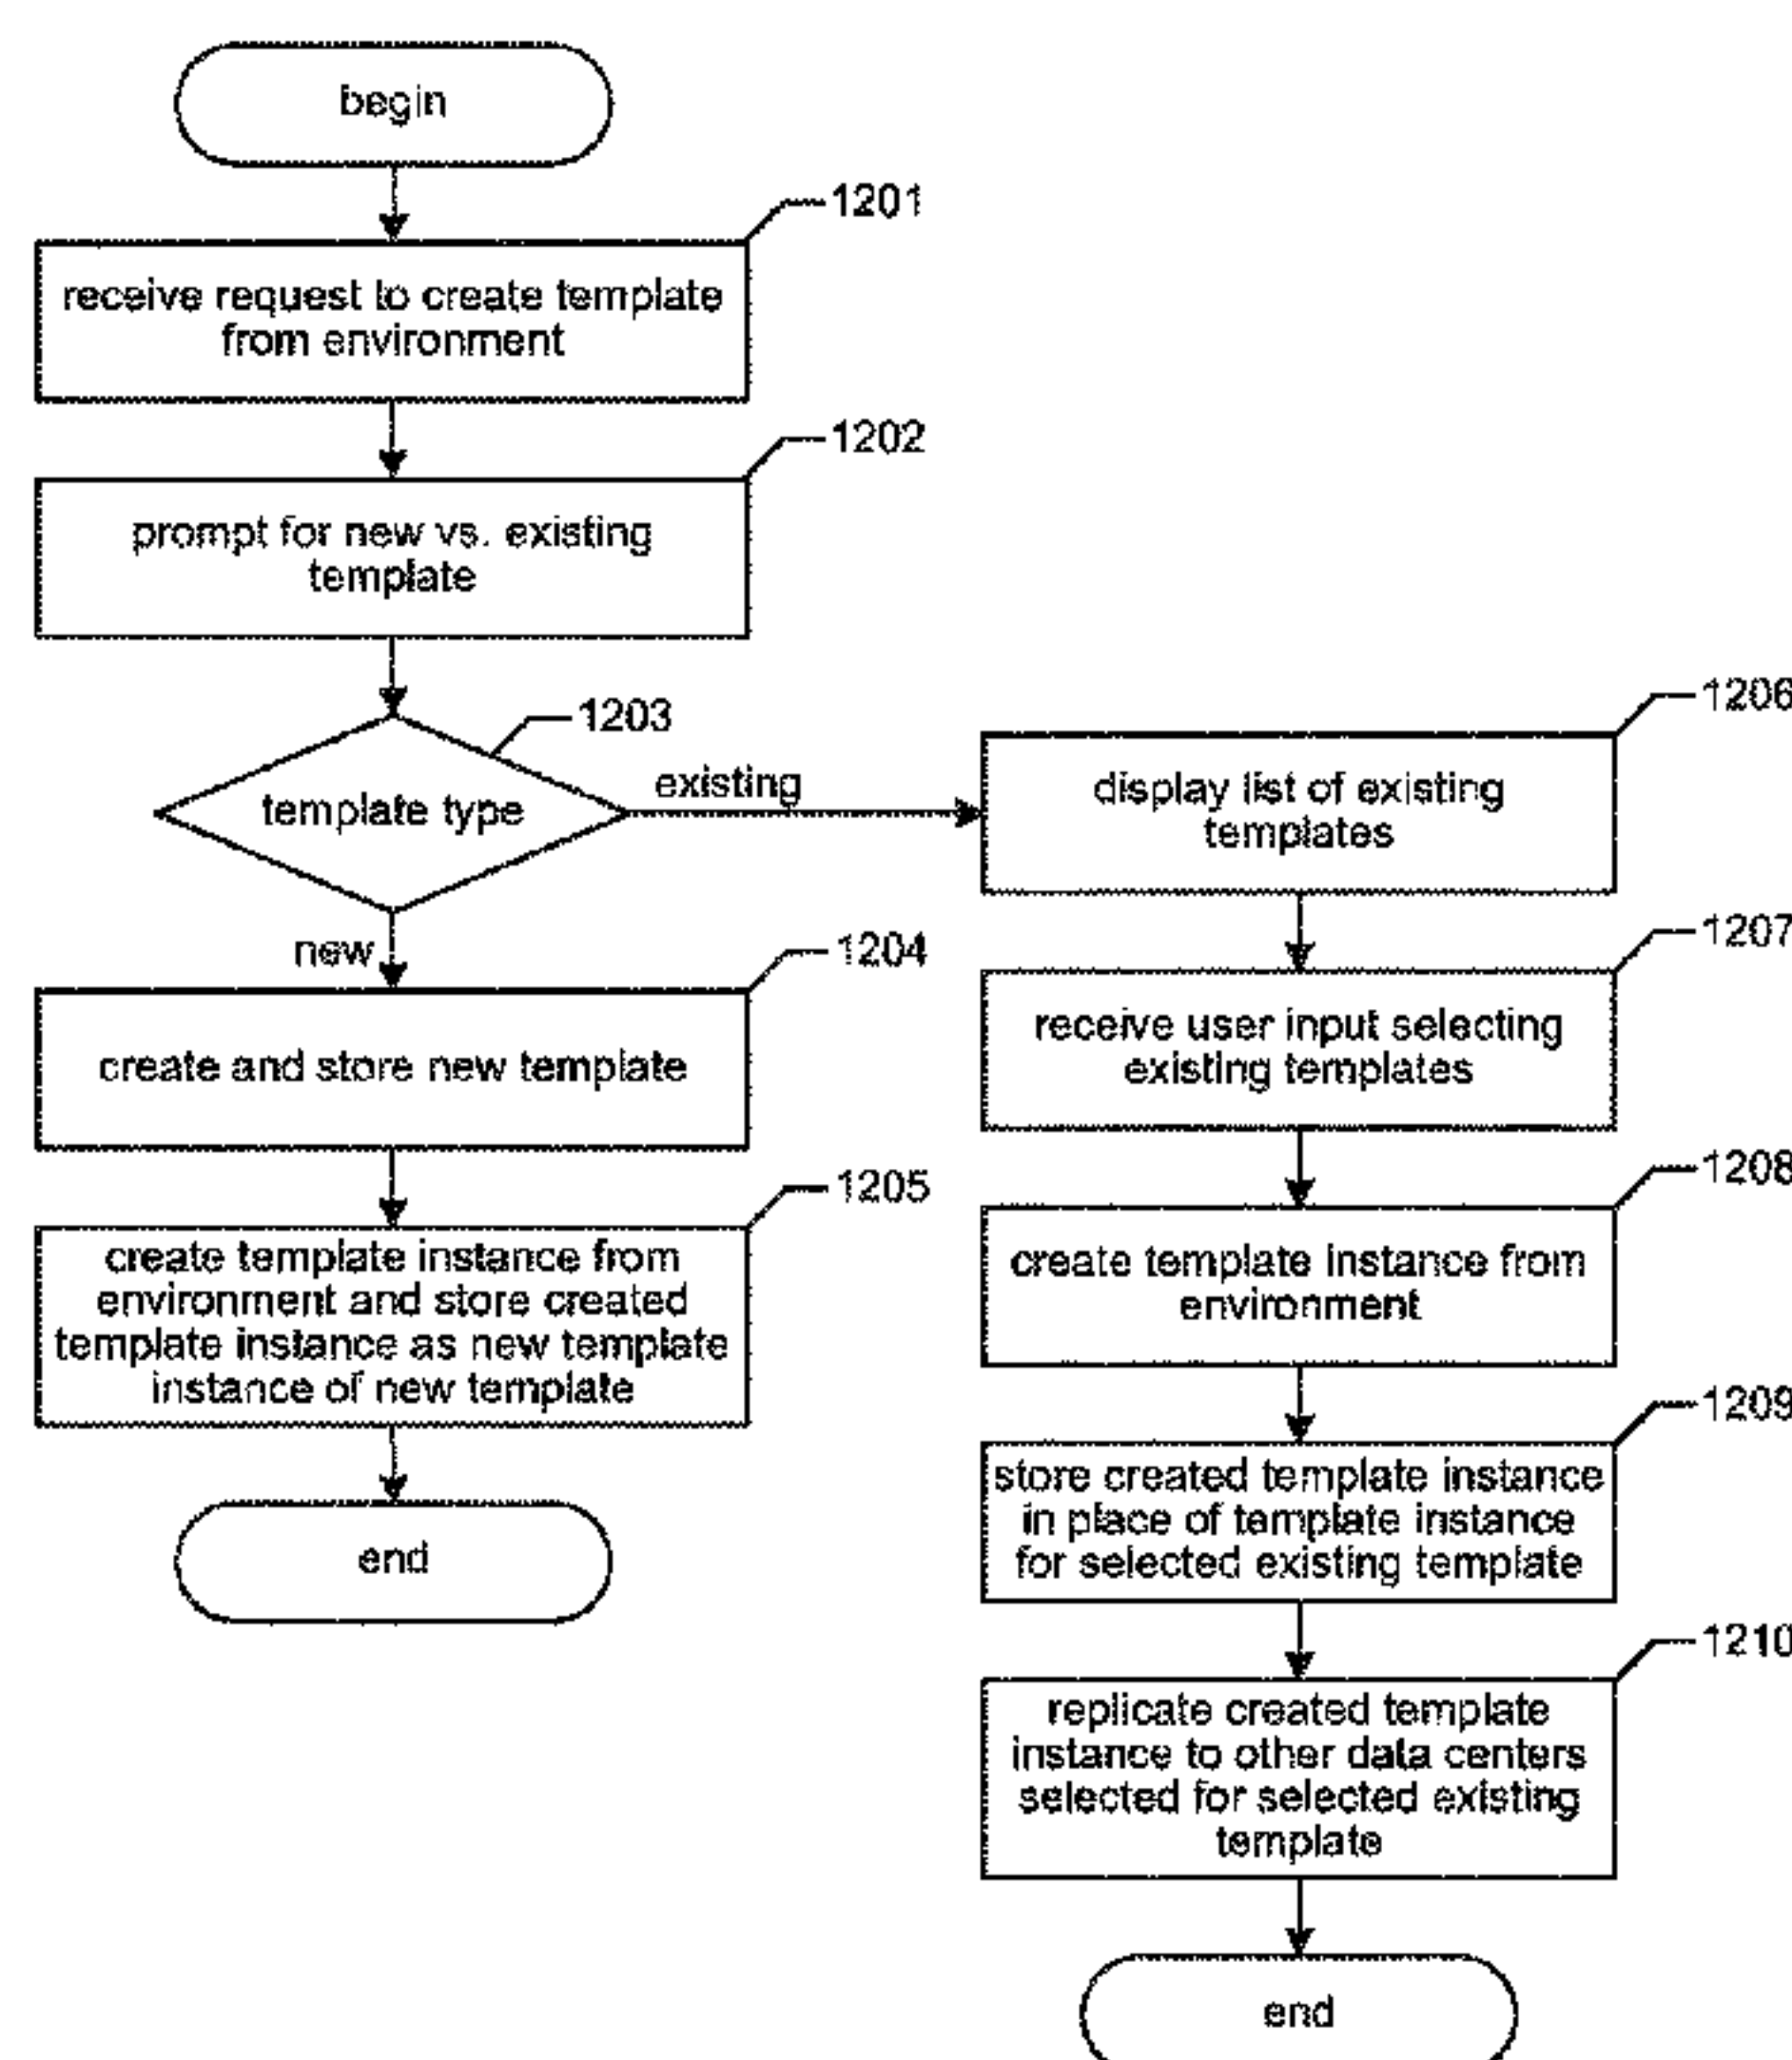 begin
1201
receive request to create template
from environment
1202
prompt for new vs. existing
template
1203
template type
existing
new
1204
create and store new template
1205
create template instance from
environment and store created
template instance as new template
instance of new template
end
1206
display list of existing
templates
1207
receive user input selecting
existing templates
1208
create template instance from
environment
1209
store created template instance
in place of template instance
for selected existing template
1210
replicate created template
instance to other data centers
selected for selected existing
template
end